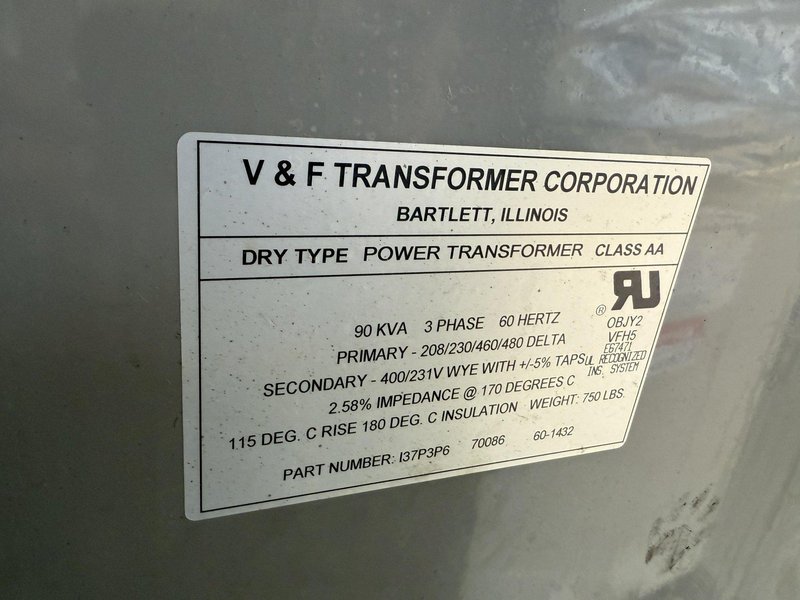 V & F TRANSFORMER CORPORATION
BARTLETT, ILLINOIS
DRY TYPE POWER TRANSFORMER CLASS AA
RU
®
90 KVA 3 PHASE 60 HERTZ
OBJY2
PRIMARY - 208/230/460/480 DELTA
VFH5
E67471
SECONDARY - 400/231V WYE WITH +/-5% TAPS
UL RECOGNIZED
INS. SYSTEM
2.58% IMPEDANCE @ 170 DEGREES C
115 DEG. C RISE 180 DEG. C INSULATION WEIGHT: 750 LBS.
PART NUMBER: I37P3P6 70086 60-1432